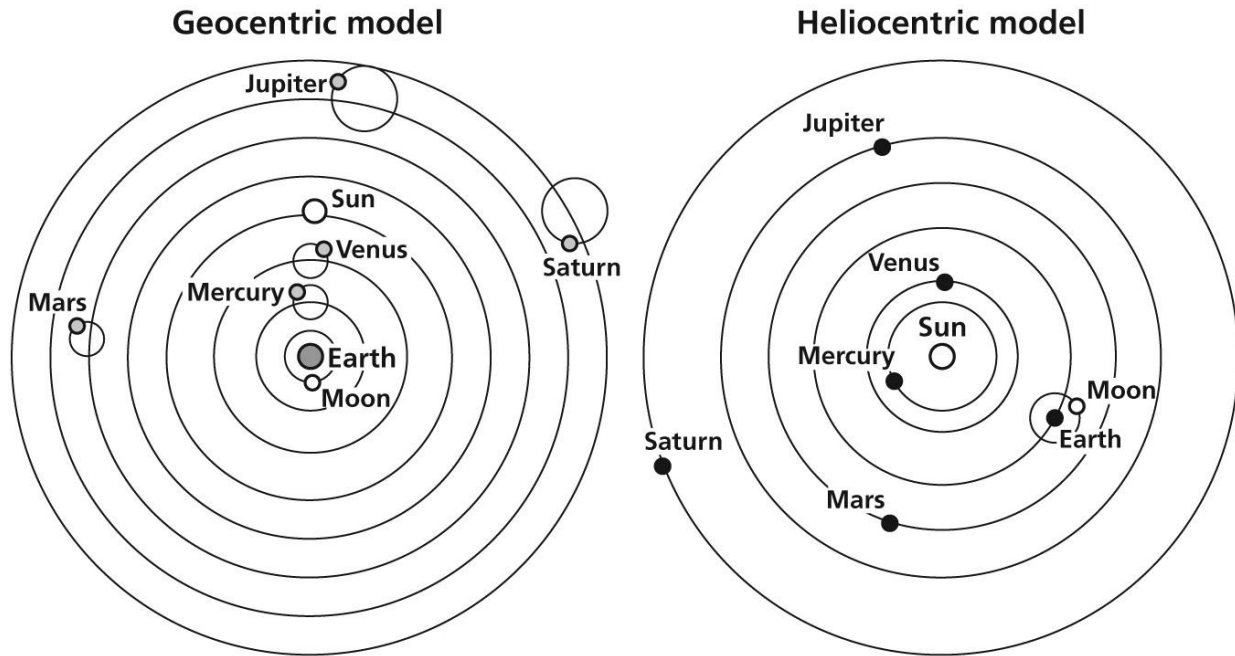 Geocentric model
Jupiter
Sun
Venus
Saturn
Mercury
Mars
Earth
Moon
Heliocentric model
Jupiter
Venus
Sun
Mercury
Moon
Earth
Saturn
Mars